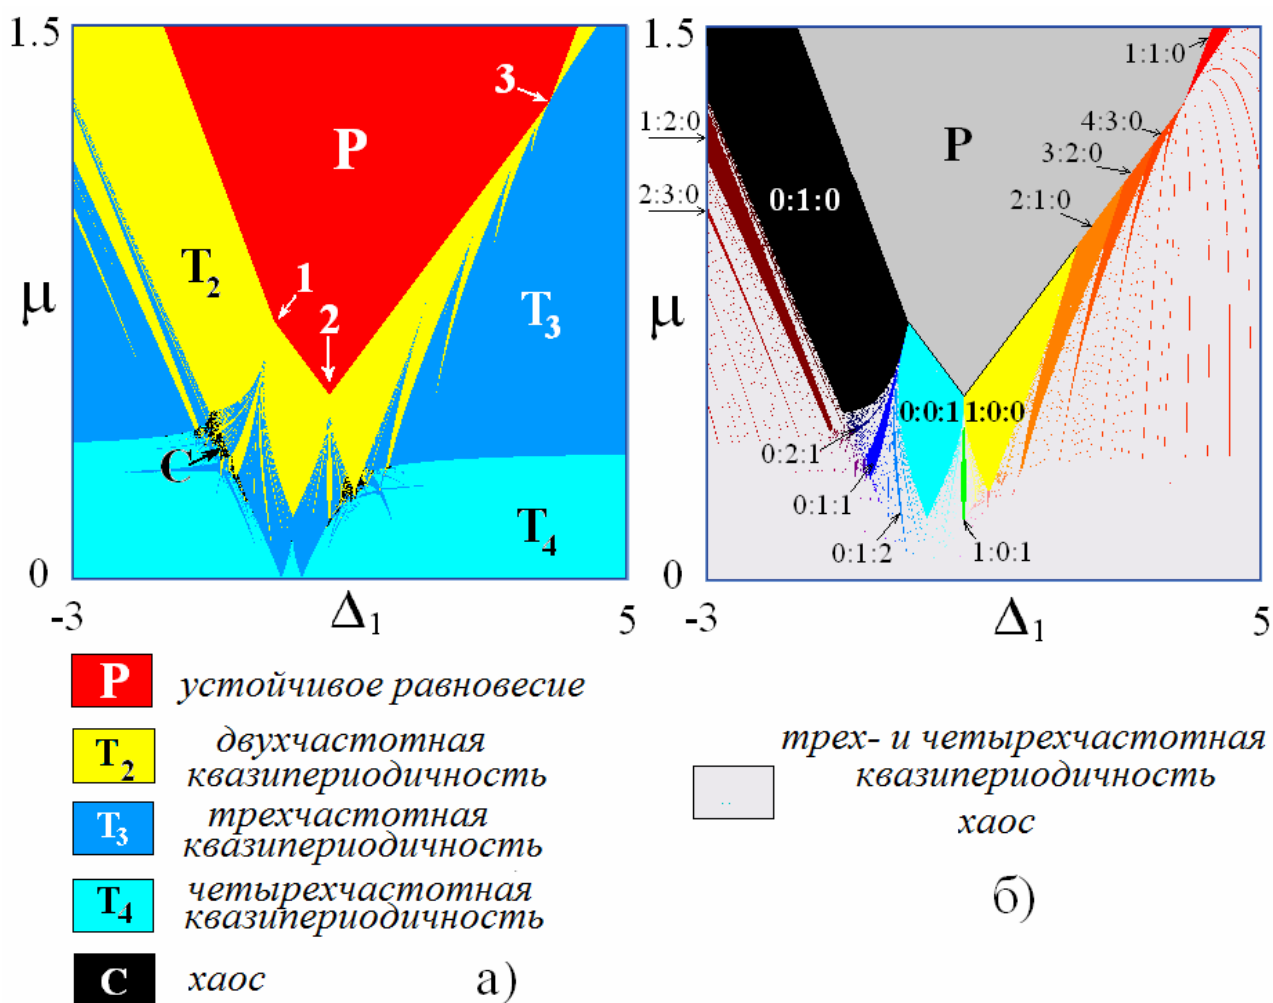 1.5
3
P
1
2
T2
T3
μ
C
T4
0
-3
Δ1
5
1.5
1:1:0
1:2:0
4:3:0
P
3:2:0
2:3:0
0:1:0
2:1:0
μ
0:0:1
1:0:0
0:2:1
0:1:1
0:1:2
1:0:1
0
-3
Δ1
5
P
устойчивое равновесие
T2
двухчастотная
квазипериодичность
T3
трехчастотная
квазипериодичность
T4
четырехчастотная
квазипериодичность
C
хаос
а)
трех- и четырехчастотная
квазипериодичность
хаос
б)